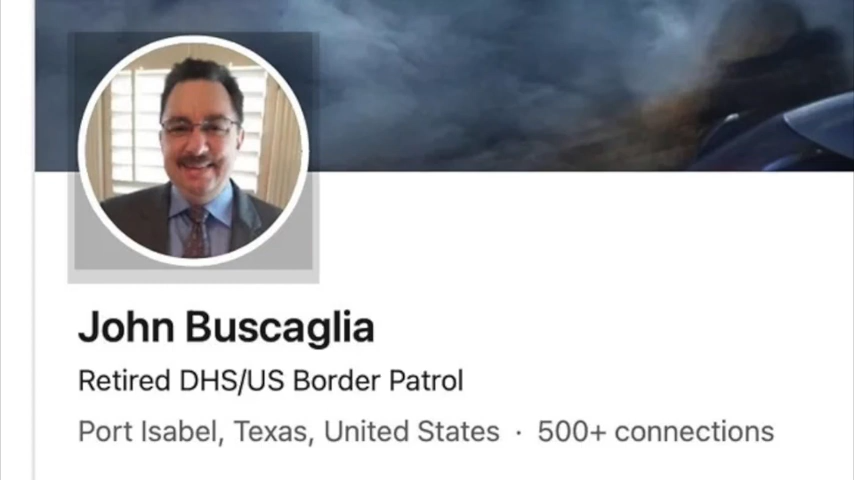 John Buscaglia
Retired DHS/US Border Patrol
Port Isabel, Texas, United States · 500+ connections